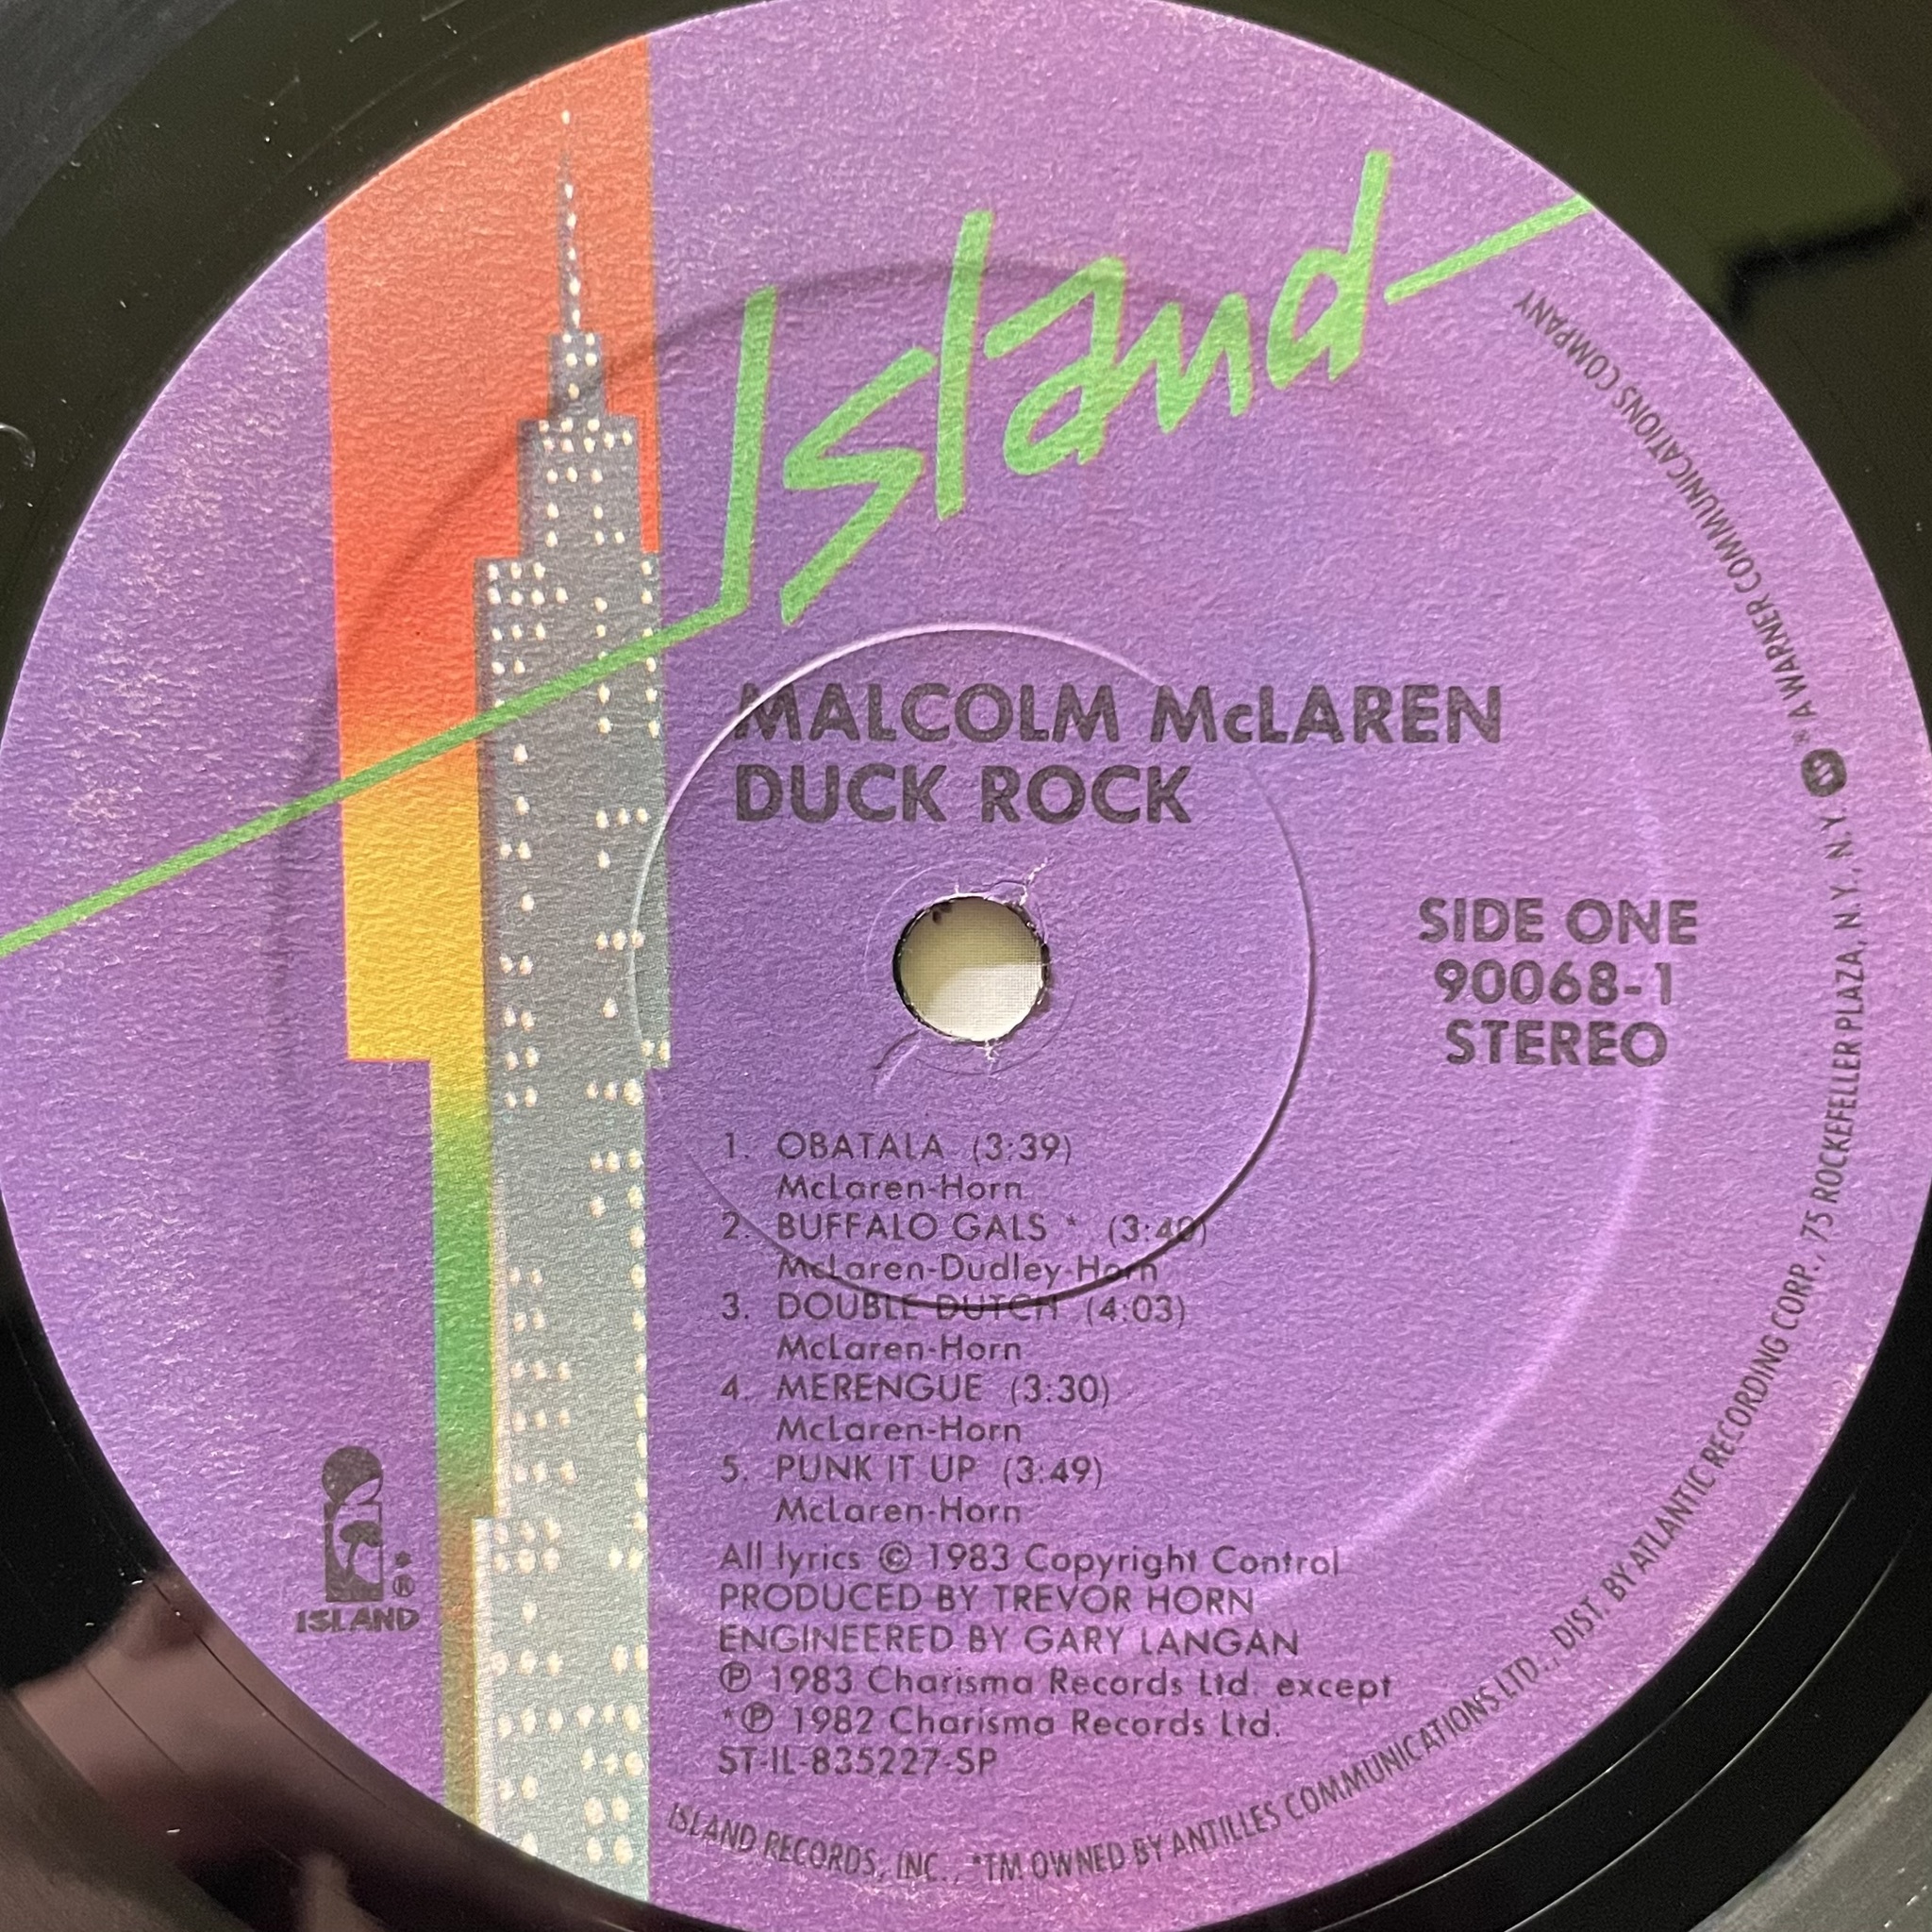 Island
MALCOLM McLAREN
DUCK ROCK
SIDE ONE
90068-1
STEREO
1. OBATALA (3:39)
McLaren-Horn
2. BUFFALO GALS * (3:40)
McLaren-Dudley-Horn
3. DOUBLE DUTCH (4:03)
McLaren-Horn
4. MERENGUE (3:30)
McLaren-Horn
5. PUNK IT UP (3:49)
McLaren-Horn
All lyrics © 1983 Copyright Control
PRODUCED BY TREVOR HORN
ENGINEERED BY GARY LANGAN
℗ 1983 Charisma Records Ltd. except
*℗ 1982 Charisma Records Ltd.
ST-IL-835227-SP
* ®
ISLAND
ISLAND RECORDS, INC., *TM OWNED BY ANTILLES COMMUNICATIONS LTD., DIST. BY ATLANTIC RECORDING CORP., 75 ROCKEFELLER PLAZA, N.Y., N.Y. ® A WARNER COMMUNICATIONS COMPANY